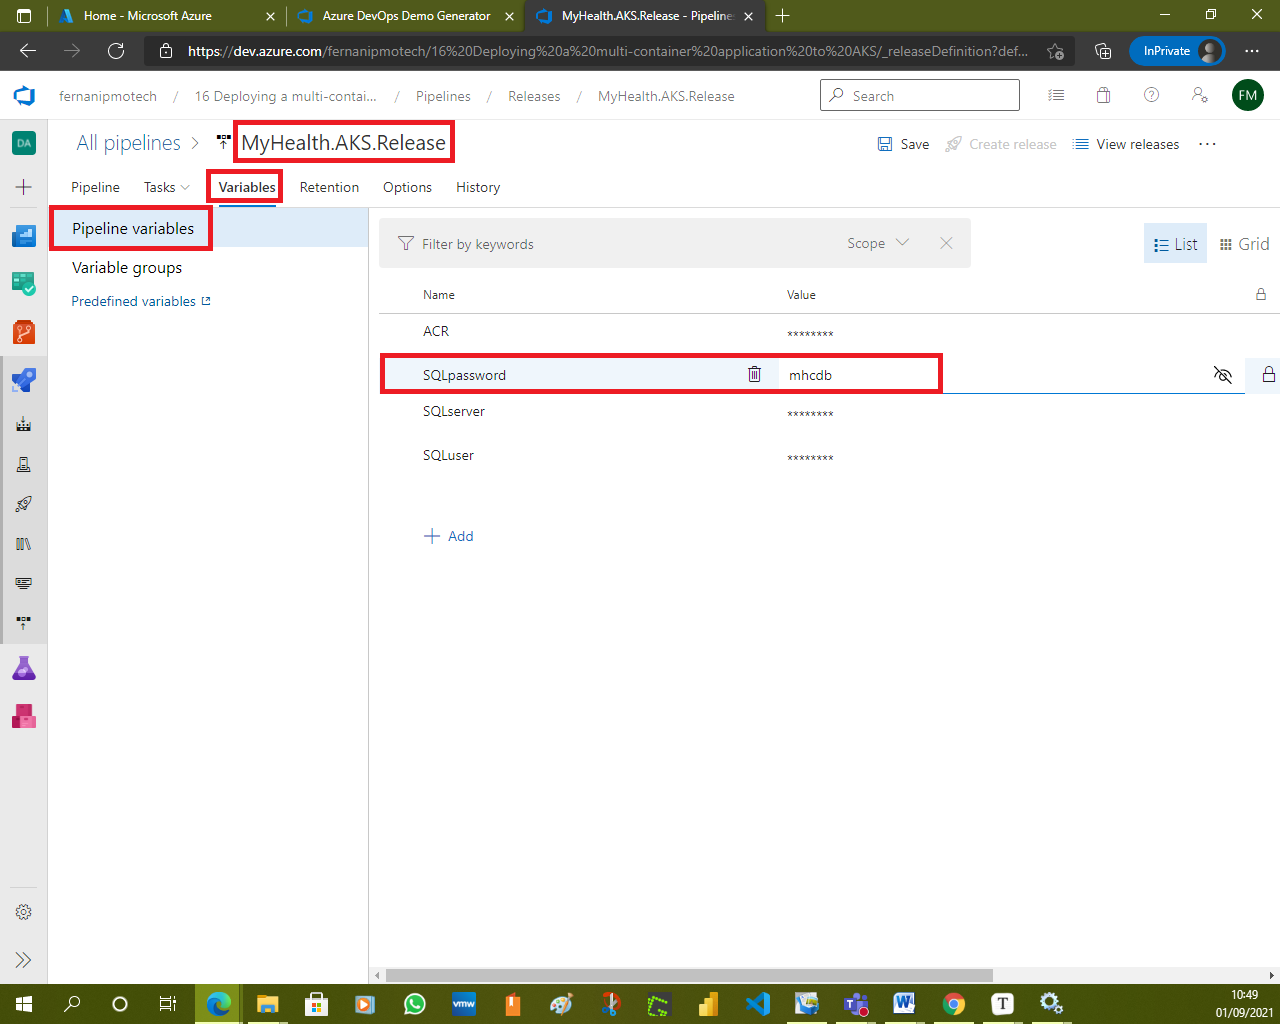 Home - Microsoft Azure
Azure DevOps Demo Generator
MyHealth.AKS.Release - Pipelines
https://dev.azure.com/fernanipmotech/16%20Deploying%20a%20multi-container%20application%20to%20AKS/_releaseDefinition?def...
InPrivate
fernanipmotech / 16 Deploying a multi-contai... / Pipelines / Releases / MyHealth.AKS.Release
Search
FM
DA
All pipelines > MyHealth.AKS.Release
Save
Create release
View releases
Pipeline
Tasks
Variables
Retention
Options
History
Pipeline variables
Variable groups
Predefined variables
Filter by keywords
Scope
List
Grid
Name
Value
ACR
********
SQLpassword
mhcdb
SQLserver
********
SQLuser
********
Add
vmw
T
10:49
01/09/2021